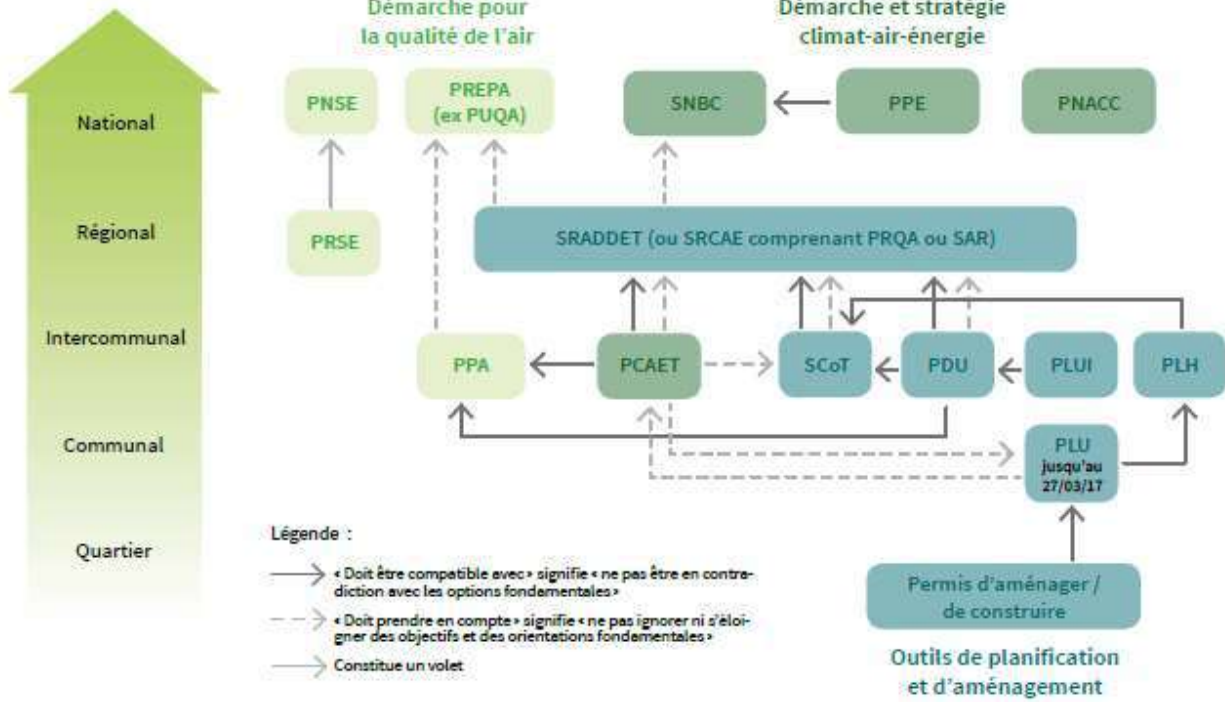 Démarche pour
la qualité de l'air
Démarche et stratégie
climat-air-énergie
National
PNSE
PREPA
(ex PUQA)
SNBC
PPE
PNACC
Régional
PRSE
SRADDET (ou SRCAE comprenant PRQA ou SAR)
Intercommunal
PPA
PCAET
SCoT
PDU
PLUI
PLH
Communal
PLU
jusqu'au
27/03/17
Quartier
Légende :
« Doit être compatible avec » signifie « ne pas être en contra-
diction avec les options fondamentales »
« Doit prendre en compte » signifie « ne pas ignorer ni s'éloi-
gner des objectifs et des orientations fondamentales »
Constitue un volet
Permis d'aménager /
de construire
Outils de planification
et d'aménagement